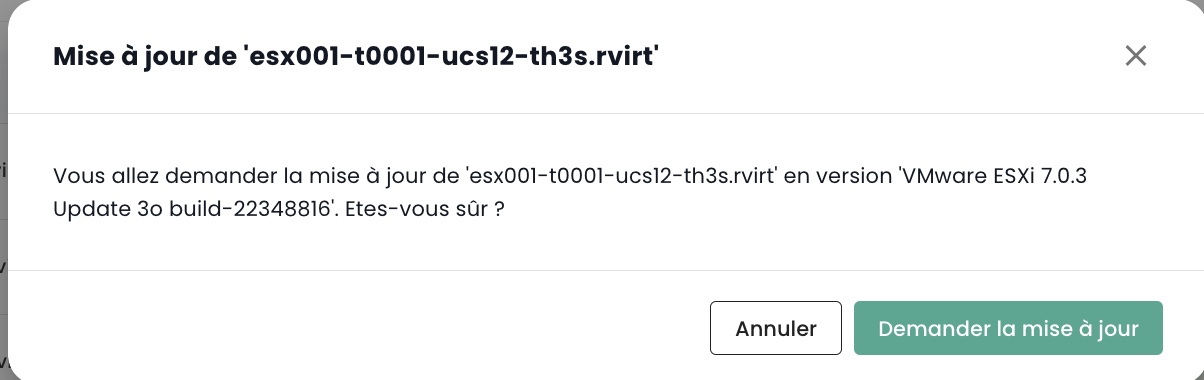 Mise à jour de 'esx001-t0001-ucs12-th3s.rvirt'
Vous allez demander la mise à jour de 'esx001-t0001-ucs12-th3s.rvirt' en version 'VMware ESXi 7.0.3
Update 3o build-22348816'. Etes-vous sûr ?
Annuler
Demander la mise à jour